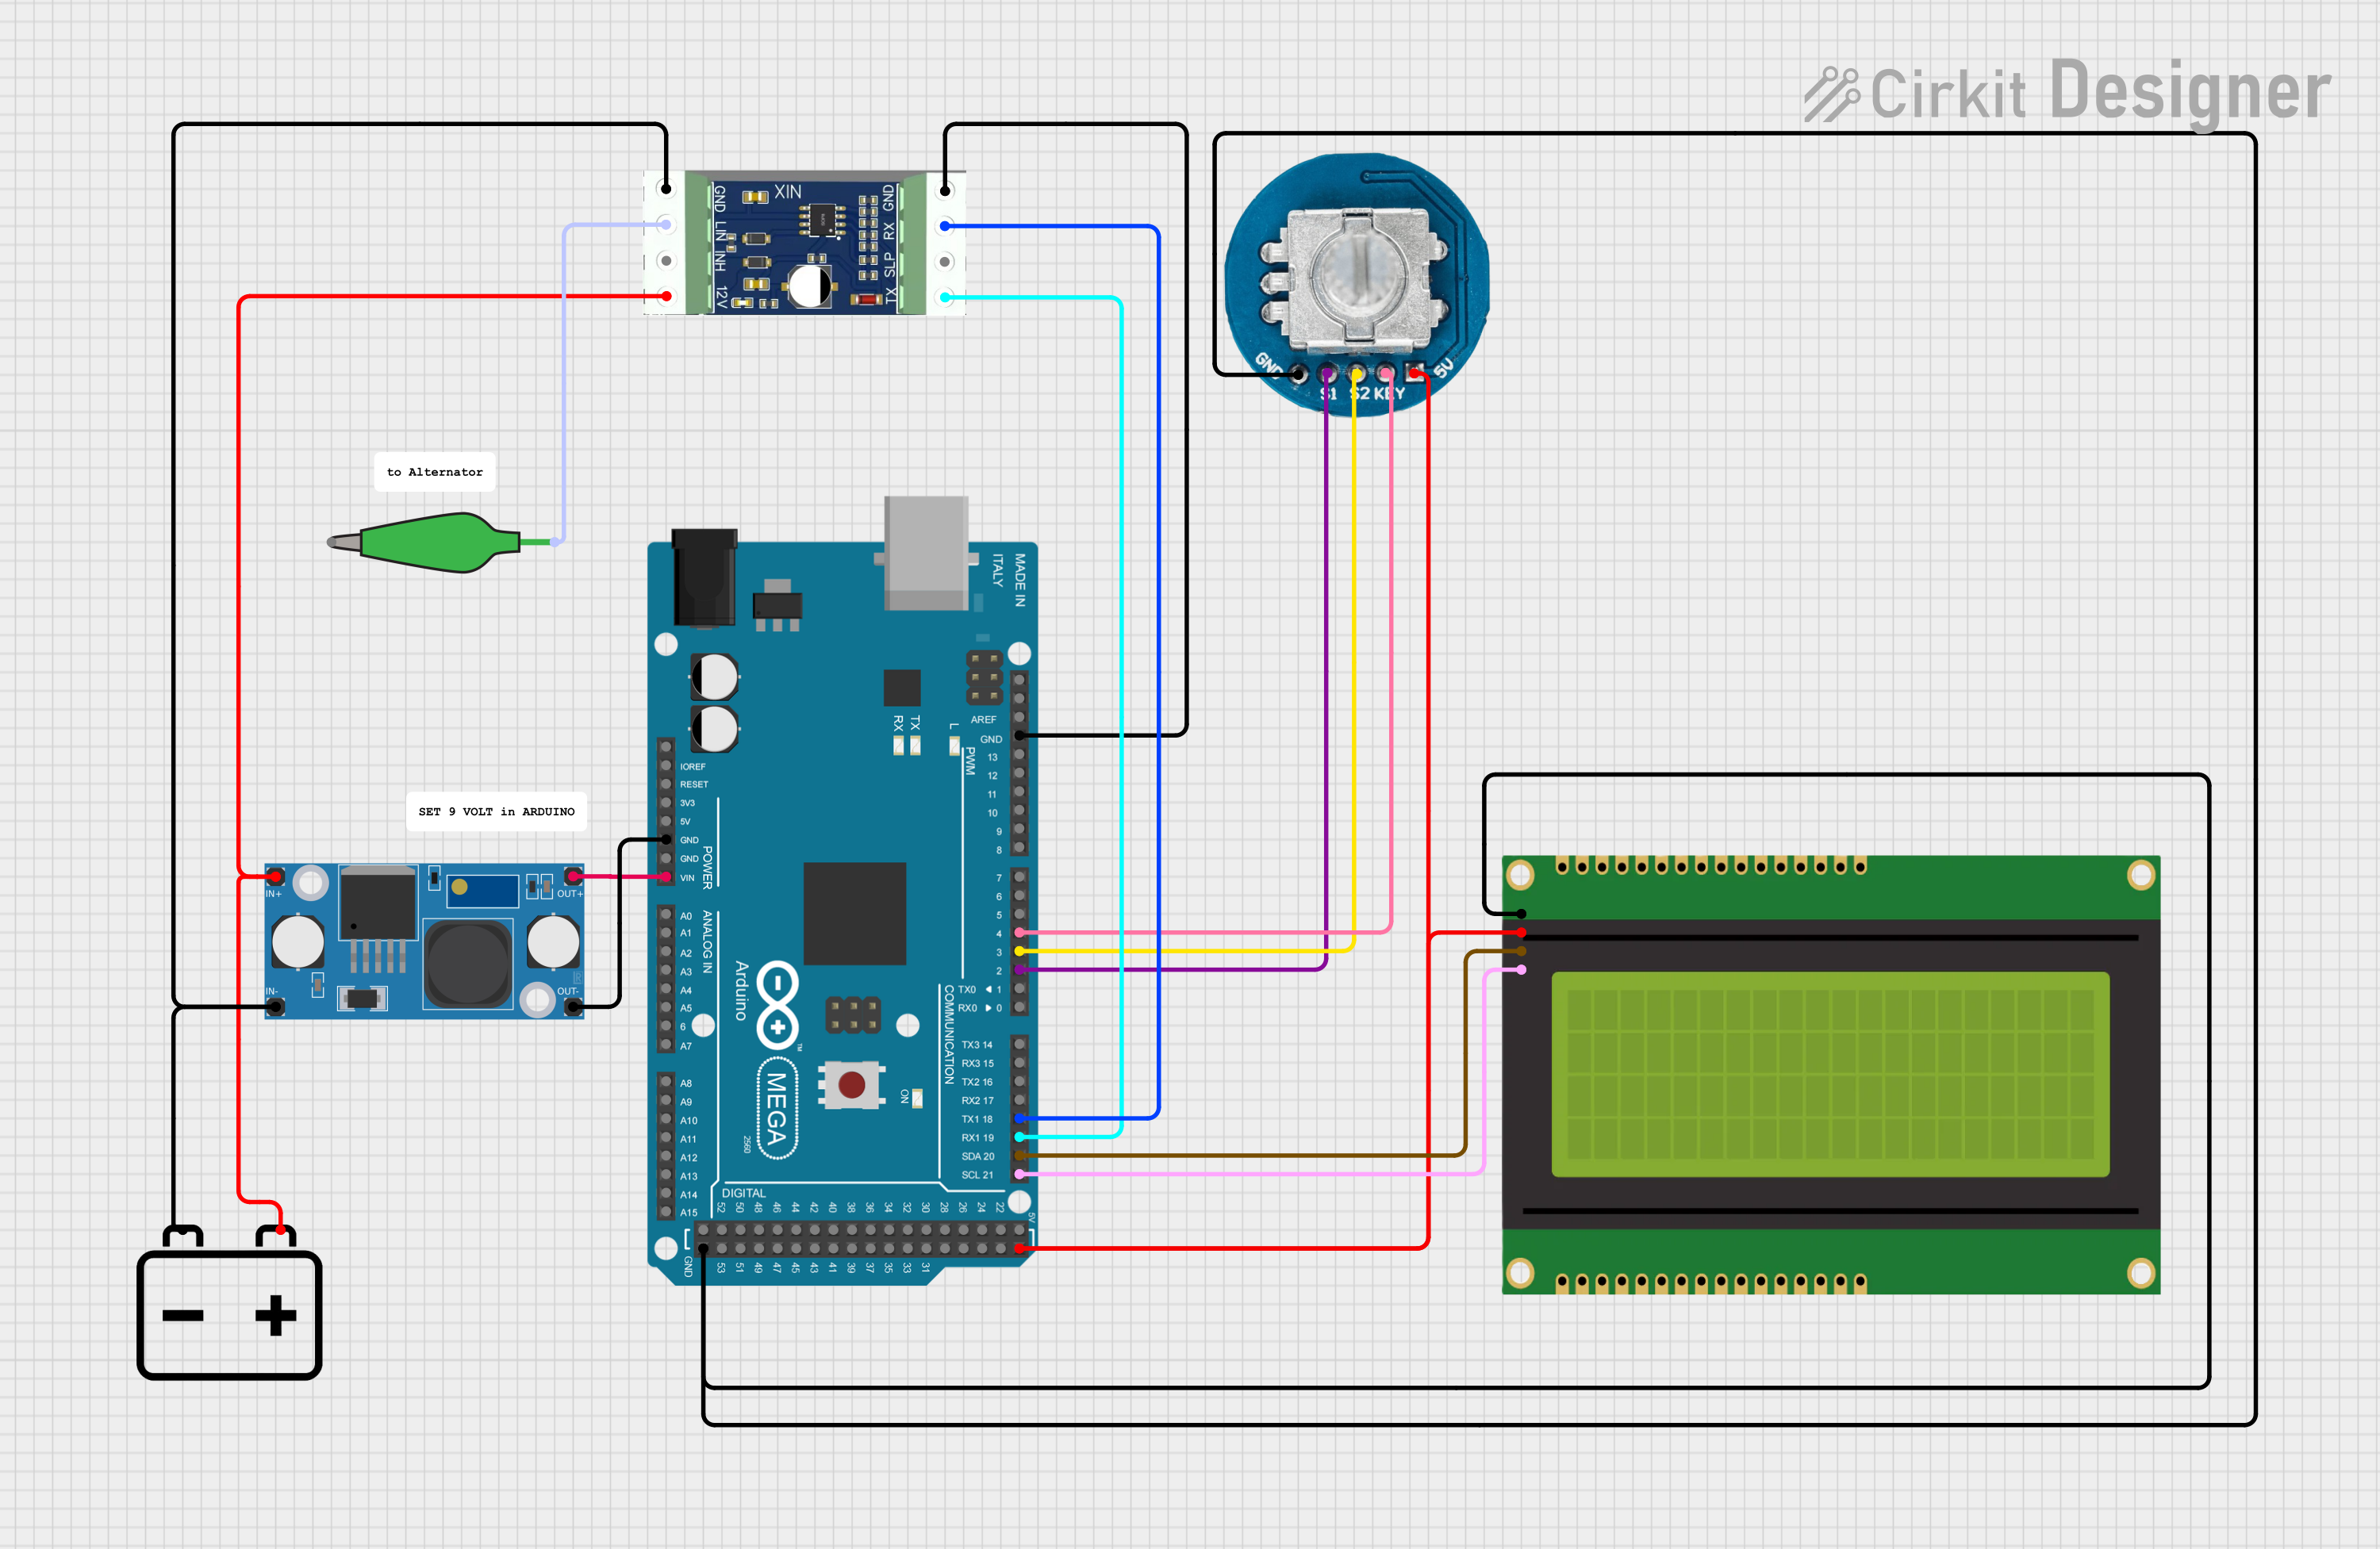 Cirkit Designer
XIN
GND
LIN
INH
12V
GND
RX
SLP
TX
GND
S1
S2
KEY
5V
to Alternator
SET 9 VOLT in ARDUINO
IN+
IN-
OUT+
OUT-
MADE IN
ITALY
RX
TX
L
AREF
GND
13
12
11
10
9
8
PWM
7
6
5
4
3
2
TX0 ◄ 1
RX0 ► 0
COMMUNICATION
TX3 14
RX3 15
TX2 16
RX2 17
TX1 18
RX1 19
SDA 20
SCL 21
IOREF
RESET
3V3
5V
GND
GND
VIN
POWER
A0
A1
A2
A3
A4
A5
6
A7
ANALOG IN
A8
A9
A10
A11
A12
A13
A14
A15
Arduino
TM
MEGA
2560
ON
DIGITAL
52
50
48
46
44
42
40
38
36
34
32
30
28
26
24
22
5V
GND
53
51
49
47
45
43
41
39
37
35
33
31